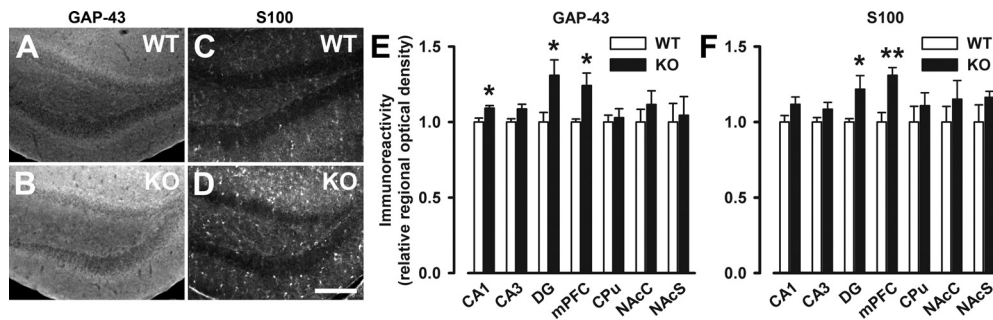 GAP-43
S100
A
WT
C
WT
B
KO
D
KO
E
GAP-43
1.5
1.0
0.5
0.0
Immunoreactivity
(relative regional optical density)
WT
KO
*
*
*
CA1
CA3
DG
mPFC
CPu
NAcC
NAcS
F
S100
1.5
1.0
0.5
0.0
WT
KO
*
**
CA1
CA3
DG
mPFC
CPu
NAcC
NAcS